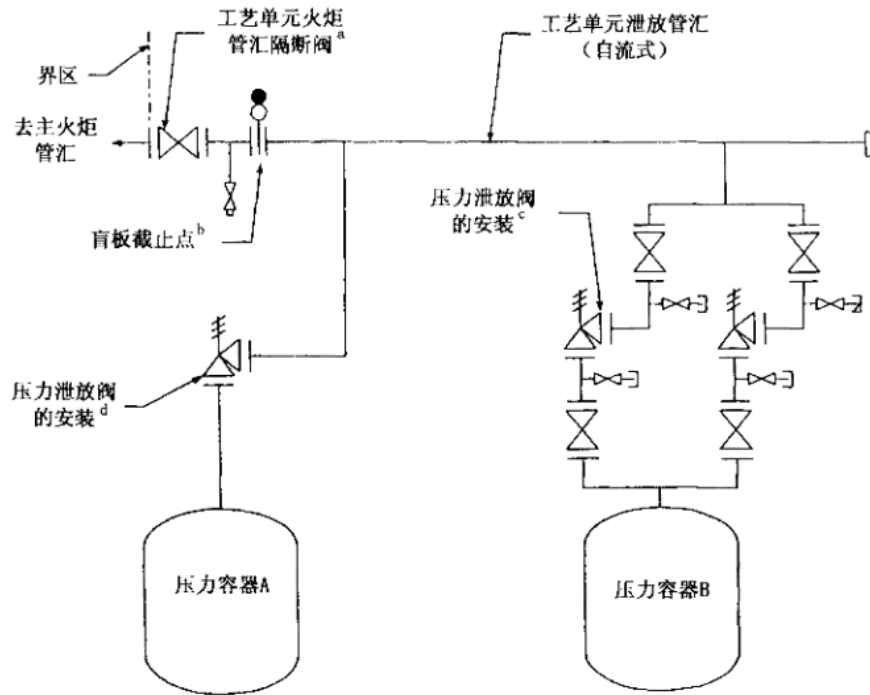 工艺单元火炬
管汇隔断阀a
工艺单元泄放管汇
（自流式）
界区
去主火炬
管汇
盲板截止点b
压力泄放阀
的安装c
压力泄放阀
的安装d
压力容器A
压力容器B